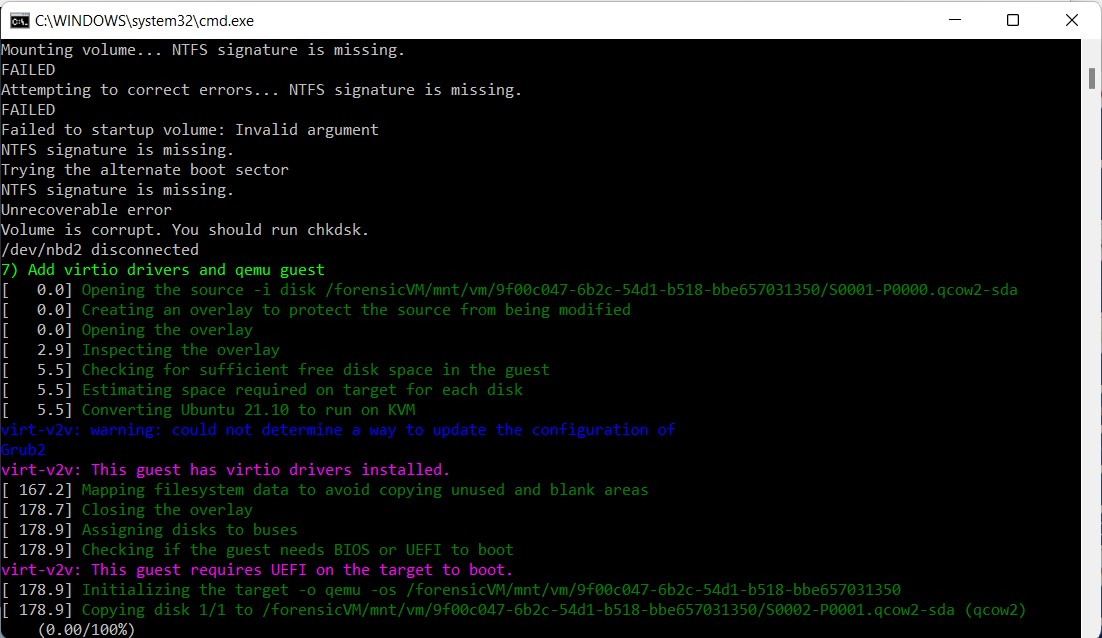 C:\WINDOWS\system32\cmd.exe
Mounting volume... NTFS signature is missing.
FAILED
Attempting to correct errors... NTFS signature is missing.
FAILED
Failed to startup volume: Invalid argument
NTFS signature is missing.
Trying the alternate boot sector
NTFS signature is missing.
Unrecoverable error
Volume is corrupt. You should run chkdsk.
/dev/nbd2 disconnected
7) Add virtio drivers and qemu guest
[   0.0] Opening the source -i disk /forensicVM/mnt/vm/9f00c047-6b2c-54d1-b518-bbe657031350/S0001-P0000.qcow2-sda
[   0.0] Creating an overlay to protect the source from being modified
[   0.0] Opening the overlay
[   2.9] Inspecting the overlay
[   5.5] Checking for sufficient free disk space in the guest
[   5.5] Estimating space required on target for each disk
[   5.5] Converting Ubuntu 21.10 to run on KVM
virt-v2v: warning: could not determine a way to update the configuration of
Grub2
virt-v2v: This guest has virtio drivers installed.
[ 167.2] Mapping filesystem data to avoid copying unused and blank areas
[ 178.7] Closing the overlay
[ 178.9] Assigning disks to buses
[ 178.9] Checking if the guest needs BIOS or UEFI to boot
virt-v2v: This guest requires UEFI on the target to boot.
[ 178.9] Initializing the target -o qemu -os /forensicVM/mnt/vm/9f00c047-6b2c-54d1-b518-bbe657031350
[ 178.9] Copying disk 1/1 to /forensicVM/mnt/vm/9f00c047-6b2c-54d1-b518-bbe657031350/S0002-P0001.qcow2-sda (qcow2)
    (0.00/100%)